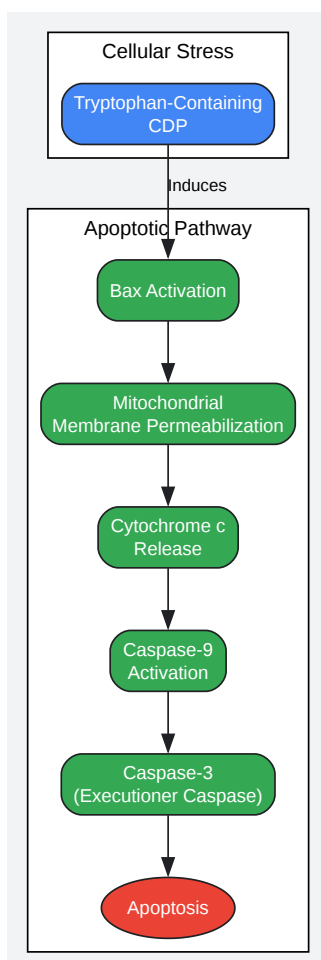 Cellular Stress
Tryptophan-Containing
CDP
Induces
Apoptotic Pathway
Bax Activation
Mitochondrial
Membrane Permeabilization
Cytochrome c
Release
Caspase-9
Activation
Caspase-3
(Executioner Caspase)
Apoptosis